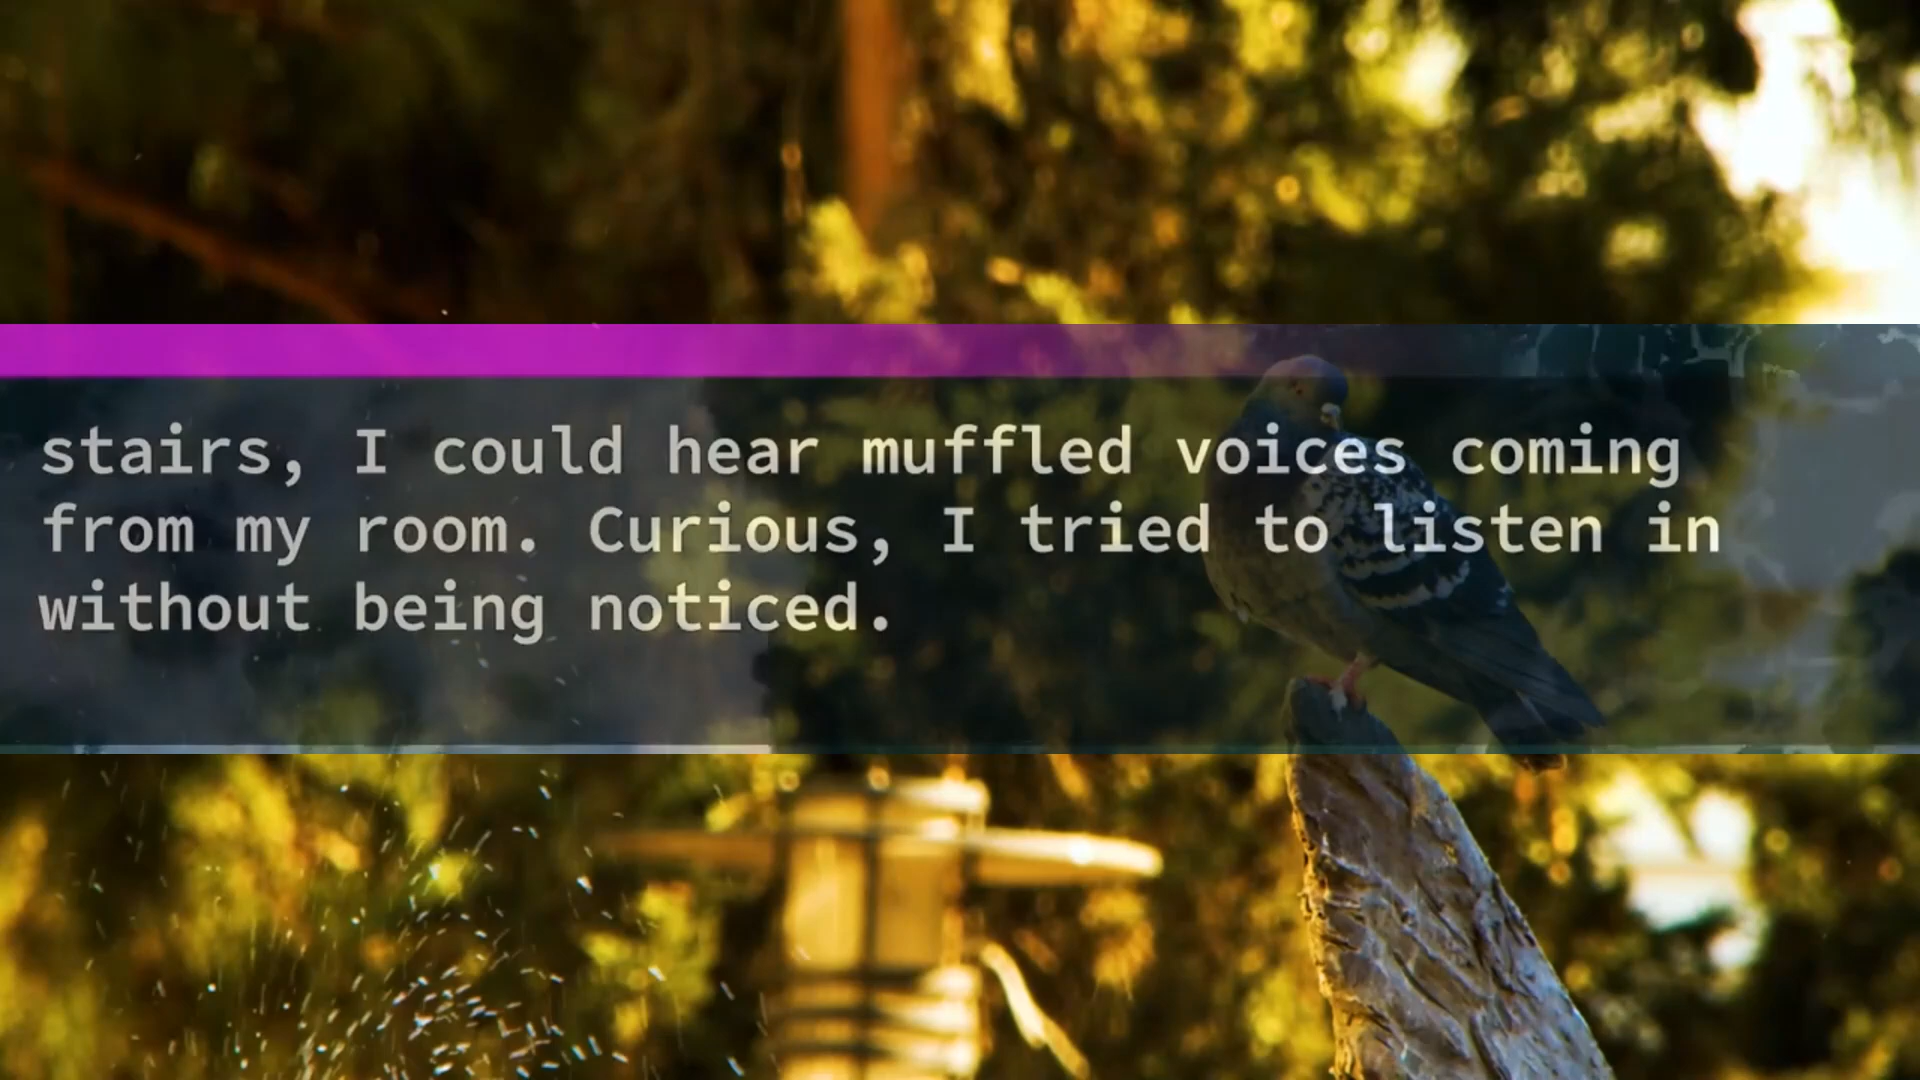 stairs, I could hear muffled voices coming
from my room. Curious, I tried to listen in
without being noticed.